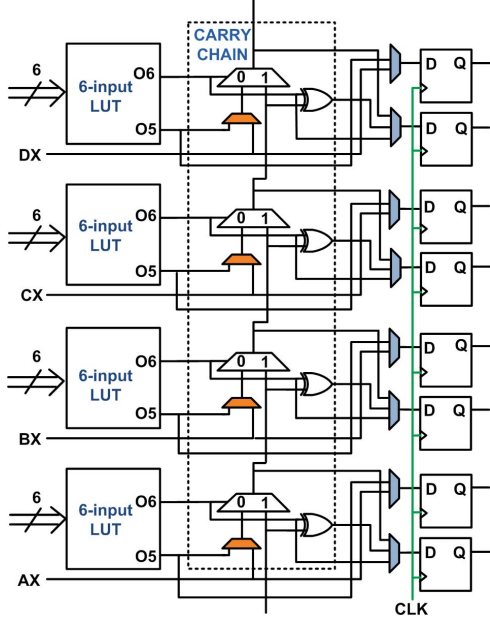 CARRY
CHAIN
6
6-input
LUT
O6
O5
0 1
D Q
D Q
DX
6
6-input
LUT
O6
O5
0 1
D Q
D Q
CX
6
6-input
LUT
O6
O5
0 1
D Q
D Q
BX
6
6-input
LUT
O6
O5
0 1
D Q
D Q
AX
CLK